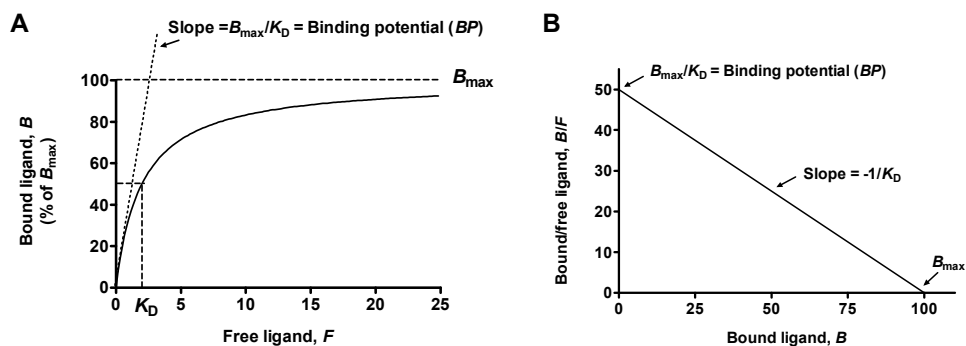 A
Slope =Bmax/KD = Binding potential (BP)
Bmax
Bound ligand, B
(% of Bmax)
100
80
60
40
20
0
0 KD 5 10 15 20 25
Free ligand, F
B
Bmax/KD = Binding potential (BP)
Bound/free ligand, B/F
50
40
30
20
10
0
Slope = -1/KD
Bmax
0 25 50 75 100
Bound ligand, B